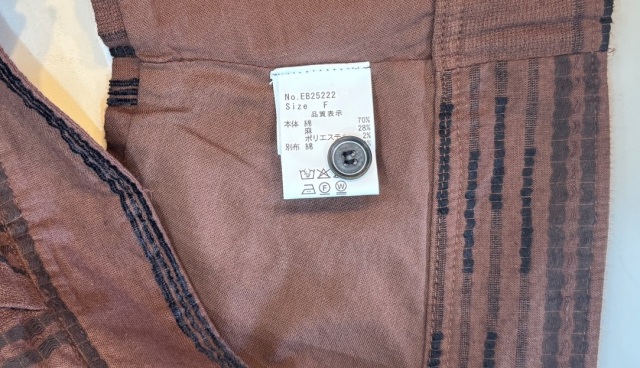 No.EB25222
Size F
品質表示
本体 綿 70%
麻 28%
ポリエステ 2%
別布 綿
F W